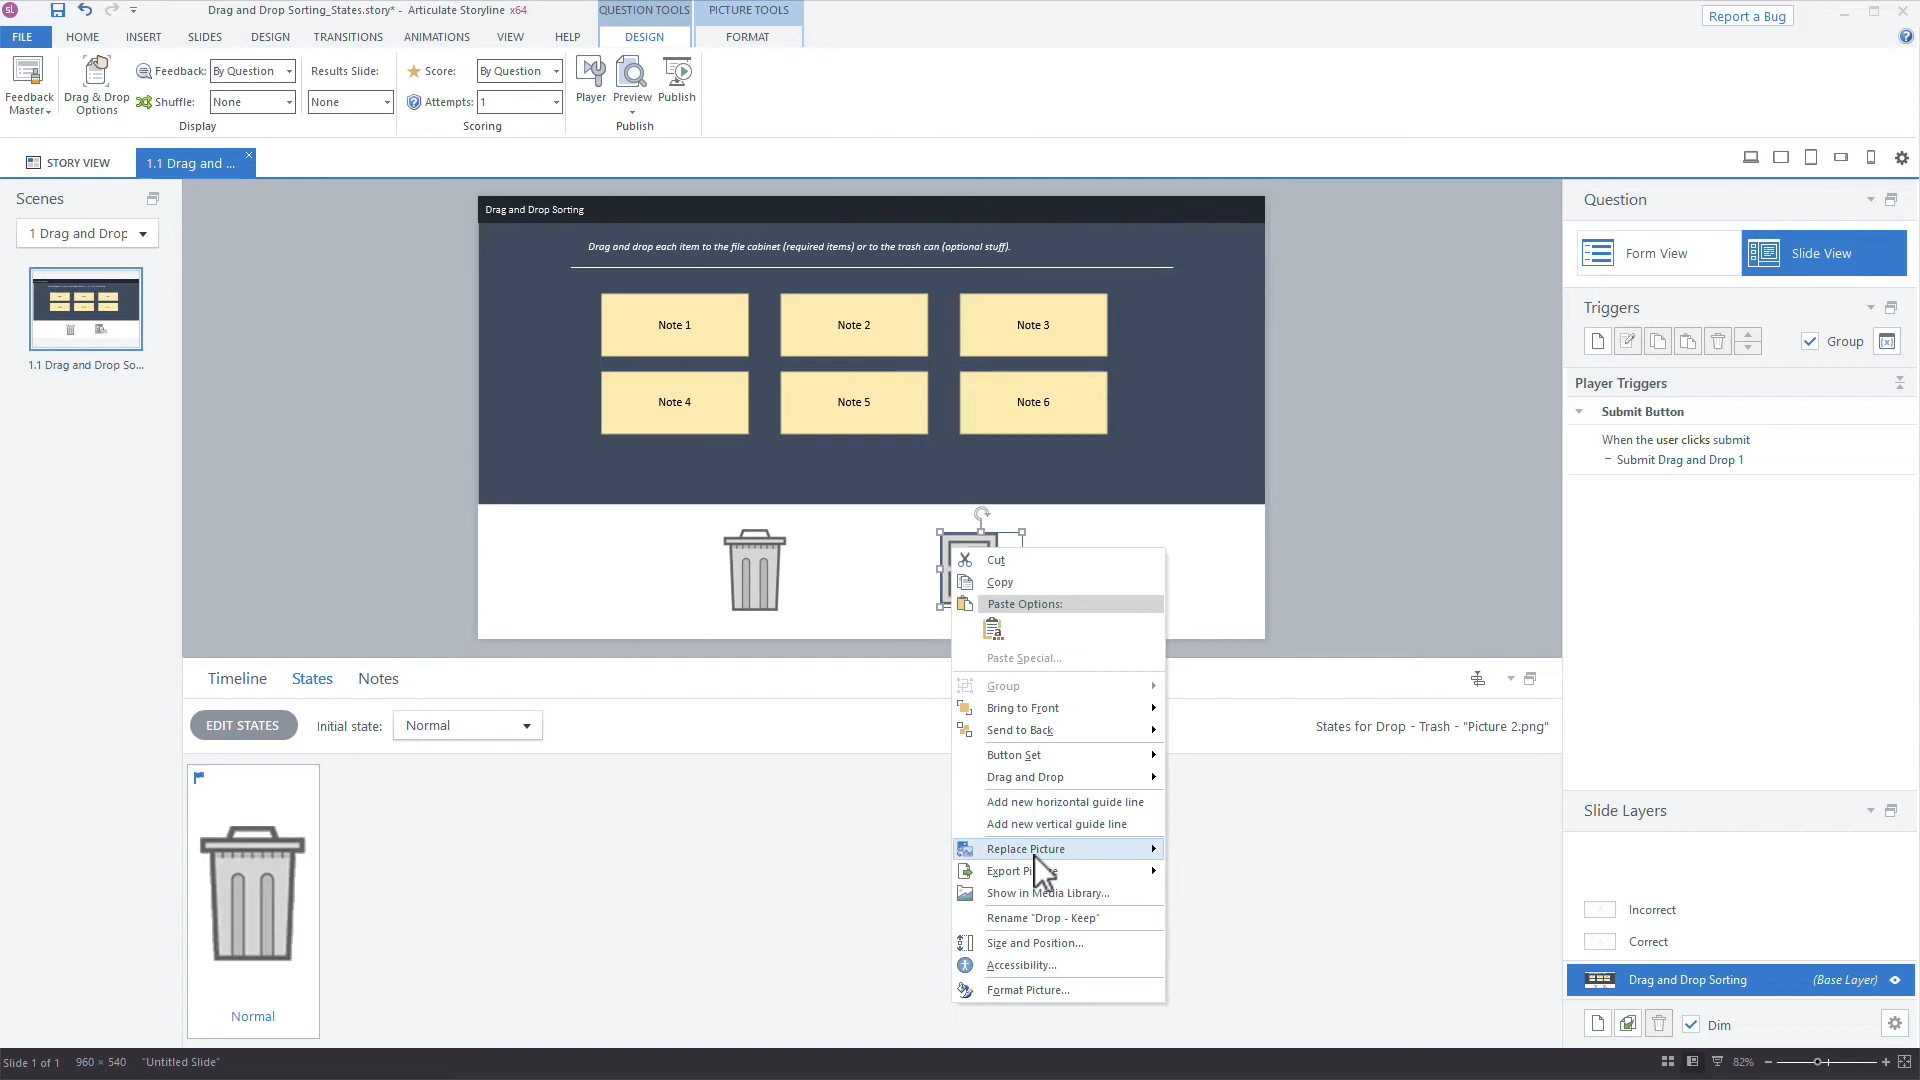 sl
Drag and Drop Sorting_States.story* - Articulate Storyline x64
QUESTION TOOLS
PICTURE TOOLS
Report a Bug
FILE
HOME
INSERT
SLIDES
DESIGN
TRANSITIONS
ANIMATIONS
VIEW
HELP
DESIGN
FORMAT
Feedback
Master
Drag & Drop
Options
Feedback:
By Question
Shuffle:
None
Display
Results Slide:
None
Score:
By Question
Attempts:
1
Scoring
Player
Preview
Publish
Publish
STORY VIEW
1.1 Drag and ...
Scenes
1 Drag and Drop
1.1 Drag and Drop So...
Drag and Drop Sorting
Drag and drop each item to the file cabinet (required items) or to the trash can (optional stuff).
Note 1
Note 2
Note 3
Note 4
Note 5
Note 6
Cut
Copy
Paste Options:
Paste Special...
Group
Bring to Front
Send to Back
Button Set
Drag and Drop
Add new horizontal guide line
Add new vertical guide line
Replace Picture
Export
Show in Media Library...
Rename "Drop - Keep"
Size and Position...
Accessibility...
Format Picture...
Timeline
States
Notes
EDIT STATES
Initial state:
Normal
States for Drop - Trash - "Picture 2.png"
Normal
Question
Form View
Slide View
Triggers
Group
Player Triggers
Submit Button
When the user clicks submit
Submit Drag and Drop 1
Slide Layers
Incorrect
Correct
Drag and Drop Sorting
(Base Layer)
Dim
Slide 1 of 1
960 × 540
"Untitled Slide"
82%